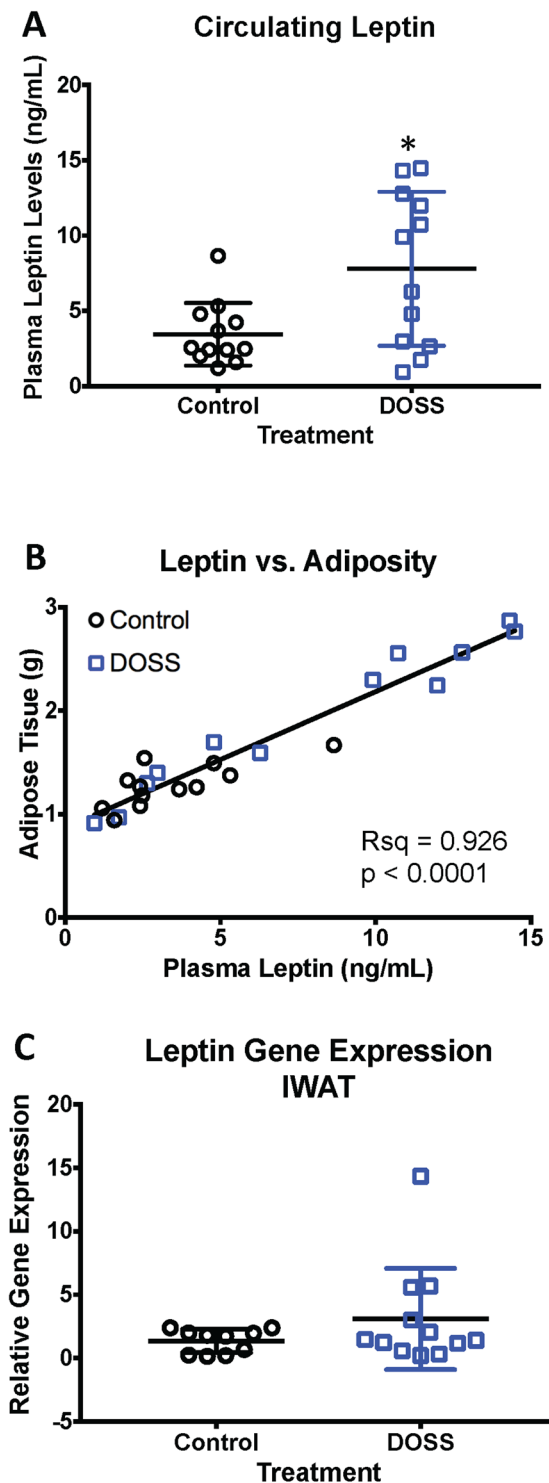 A
Circulating Leptin
Plasma Leptin Levels (ng/mL)
20
15
10
5
0
*
Control
DOSS
Treatment
B
Leptin vs. Adiposity
Adipose Tissue (g)
3
2
1
0
Control
DOSS
Rsq = 0.926
p < 0.0001
0
5
10
15
Plasma Leptin (ng/mL)
C
Leptin Gene Expression
IWAT
Relative Gene Expression
20
15
10
5
0
-5
Control
DOSS
Treatment